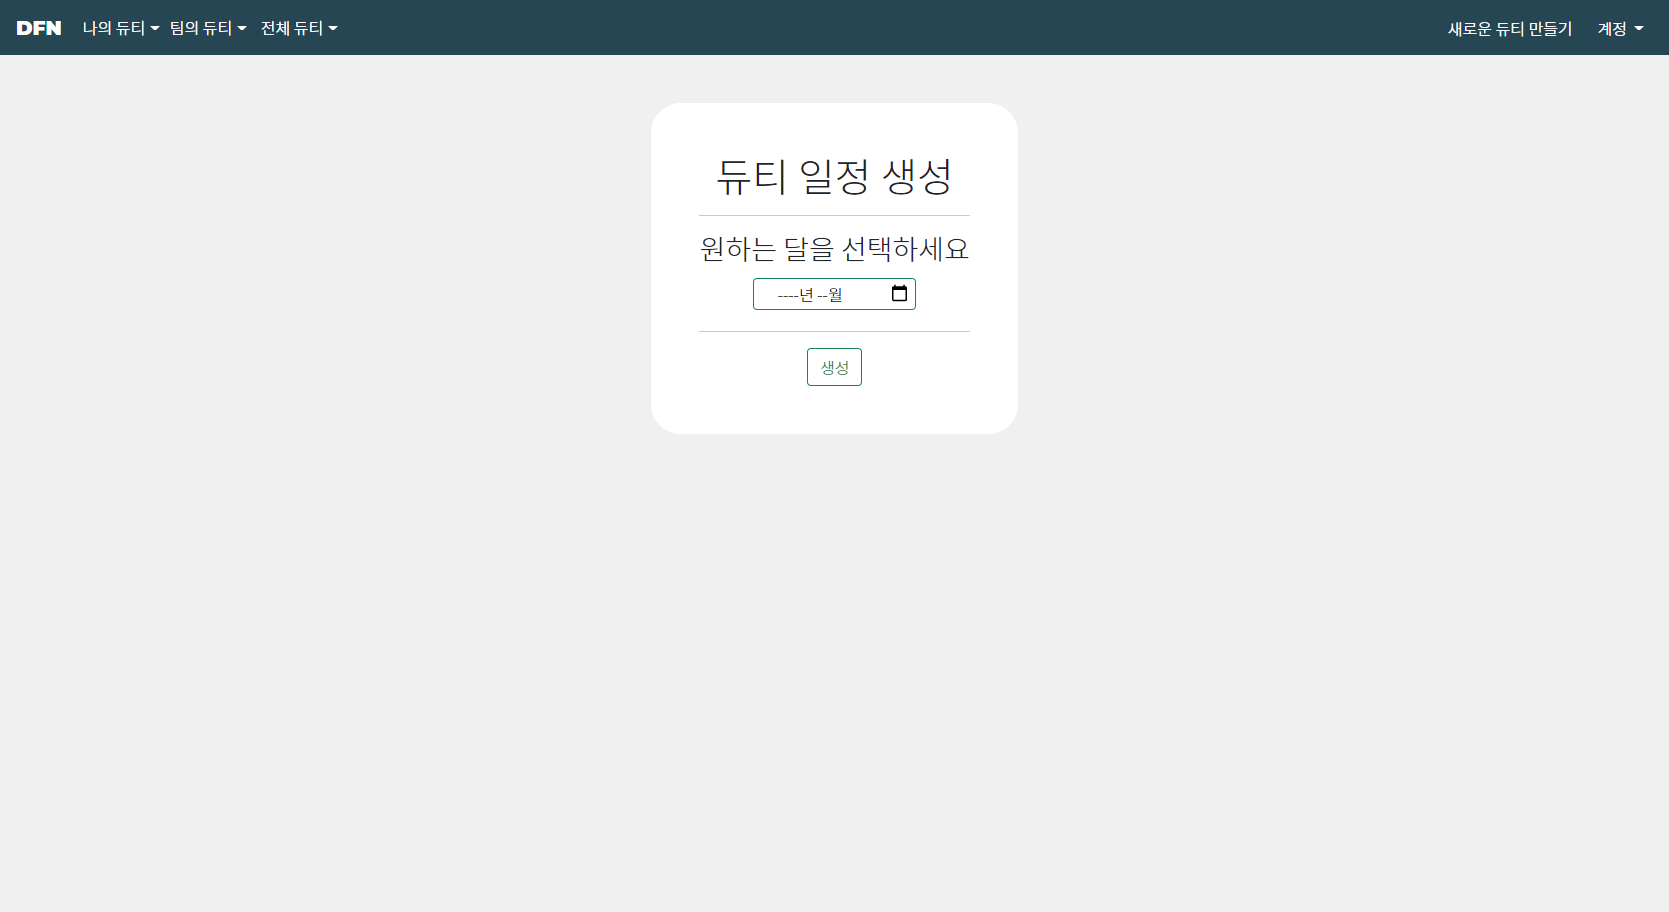 DFN 나의 듀티 팀의 듀티 전체 듀티 새로운 듀티 만들기 계정
듀티 일정 생성
원하는 달을 선택하세요
----년 --월
생성